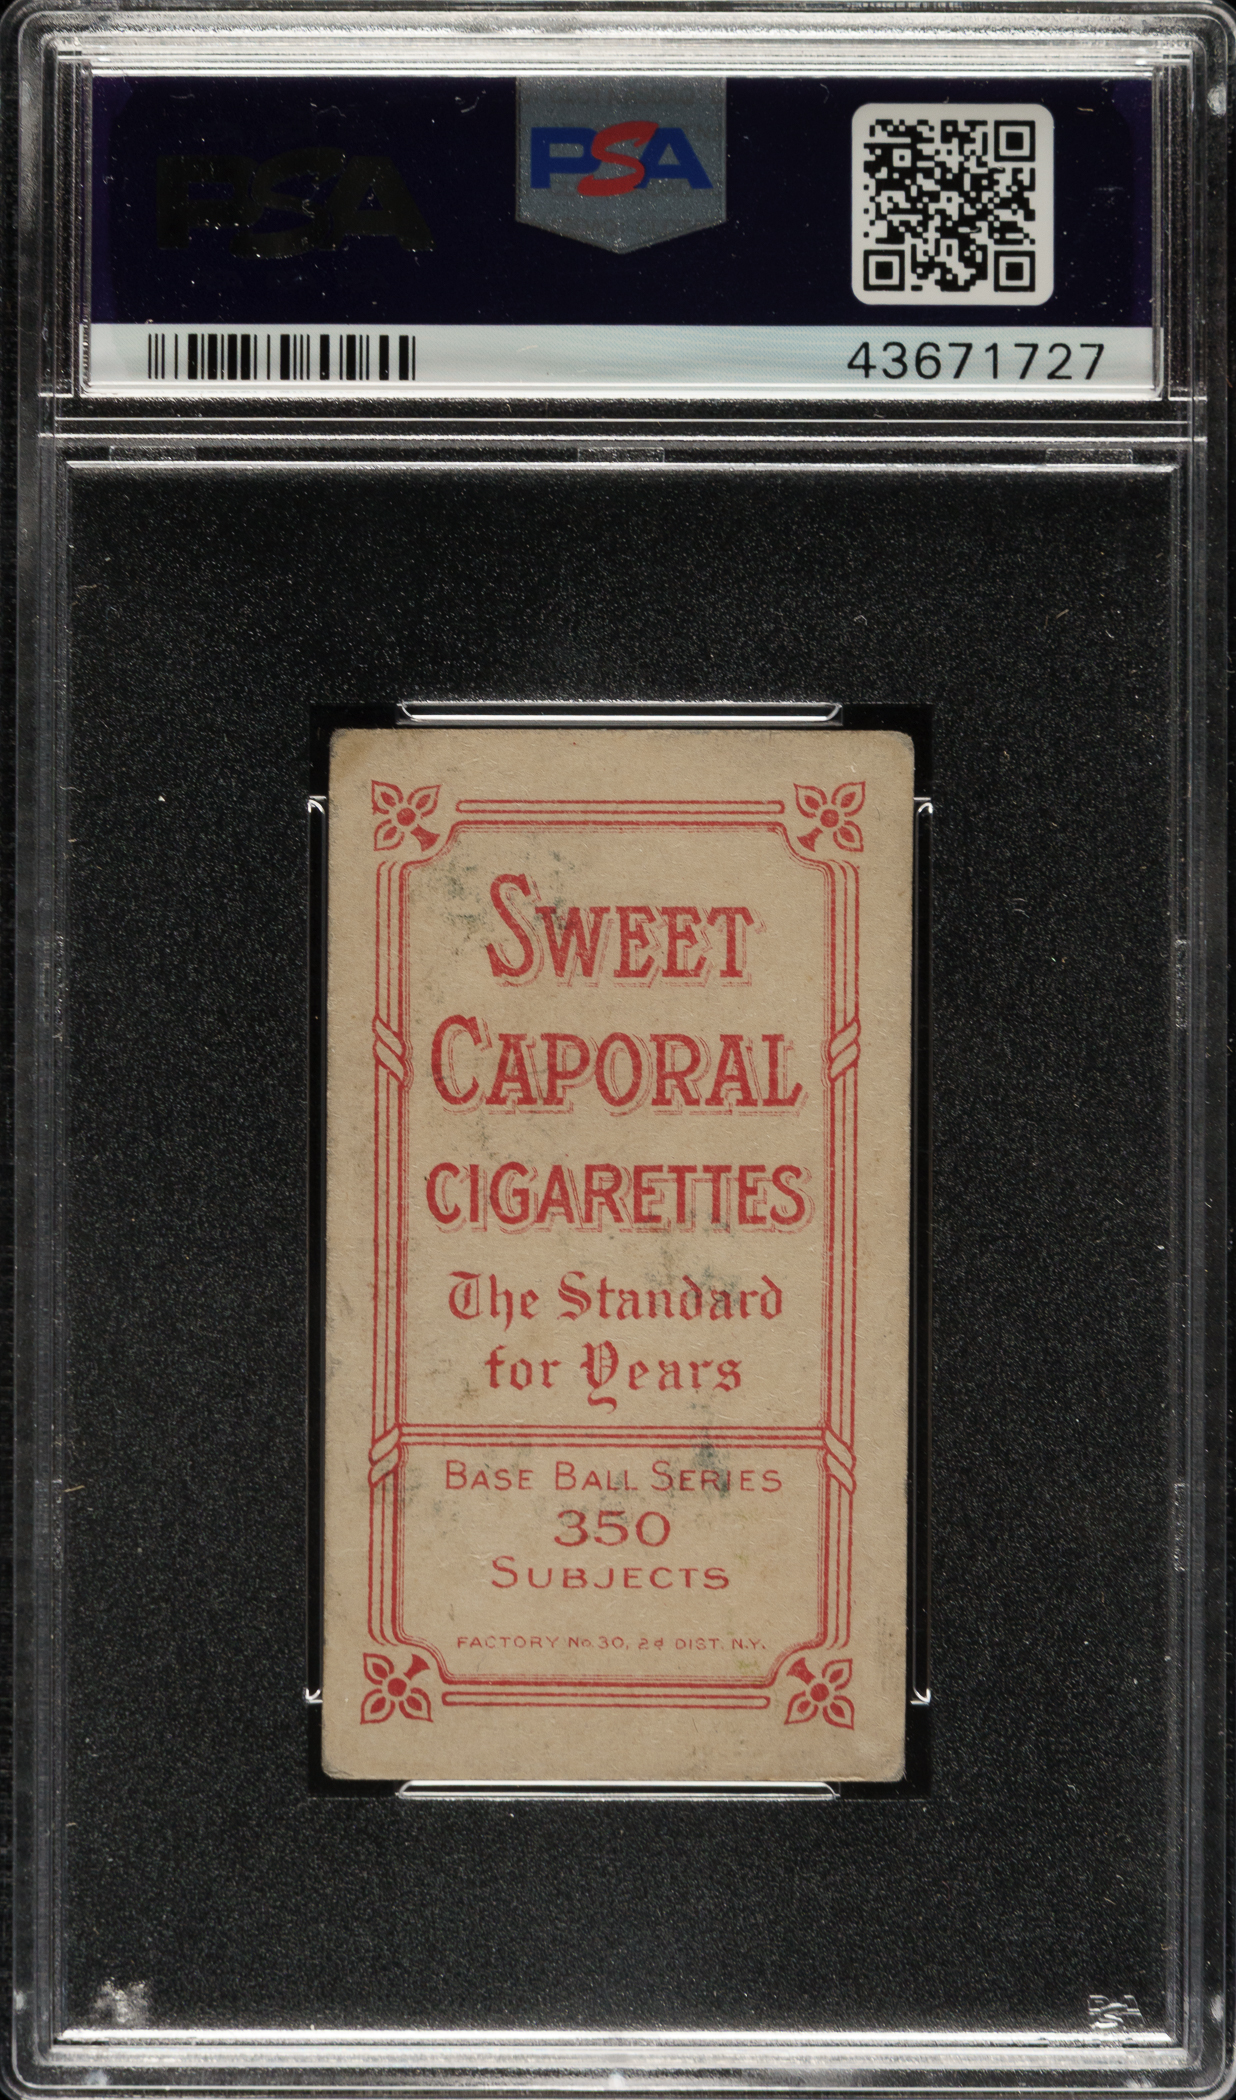 PSA
PSA
43671727
SWEET
CAPORAL
CIGARETTES
The Standard
for Years
BASE BALL SERIES
350
SUBJECTS
FACTORY No. 30, 2d DIST. N.Y.
PSA